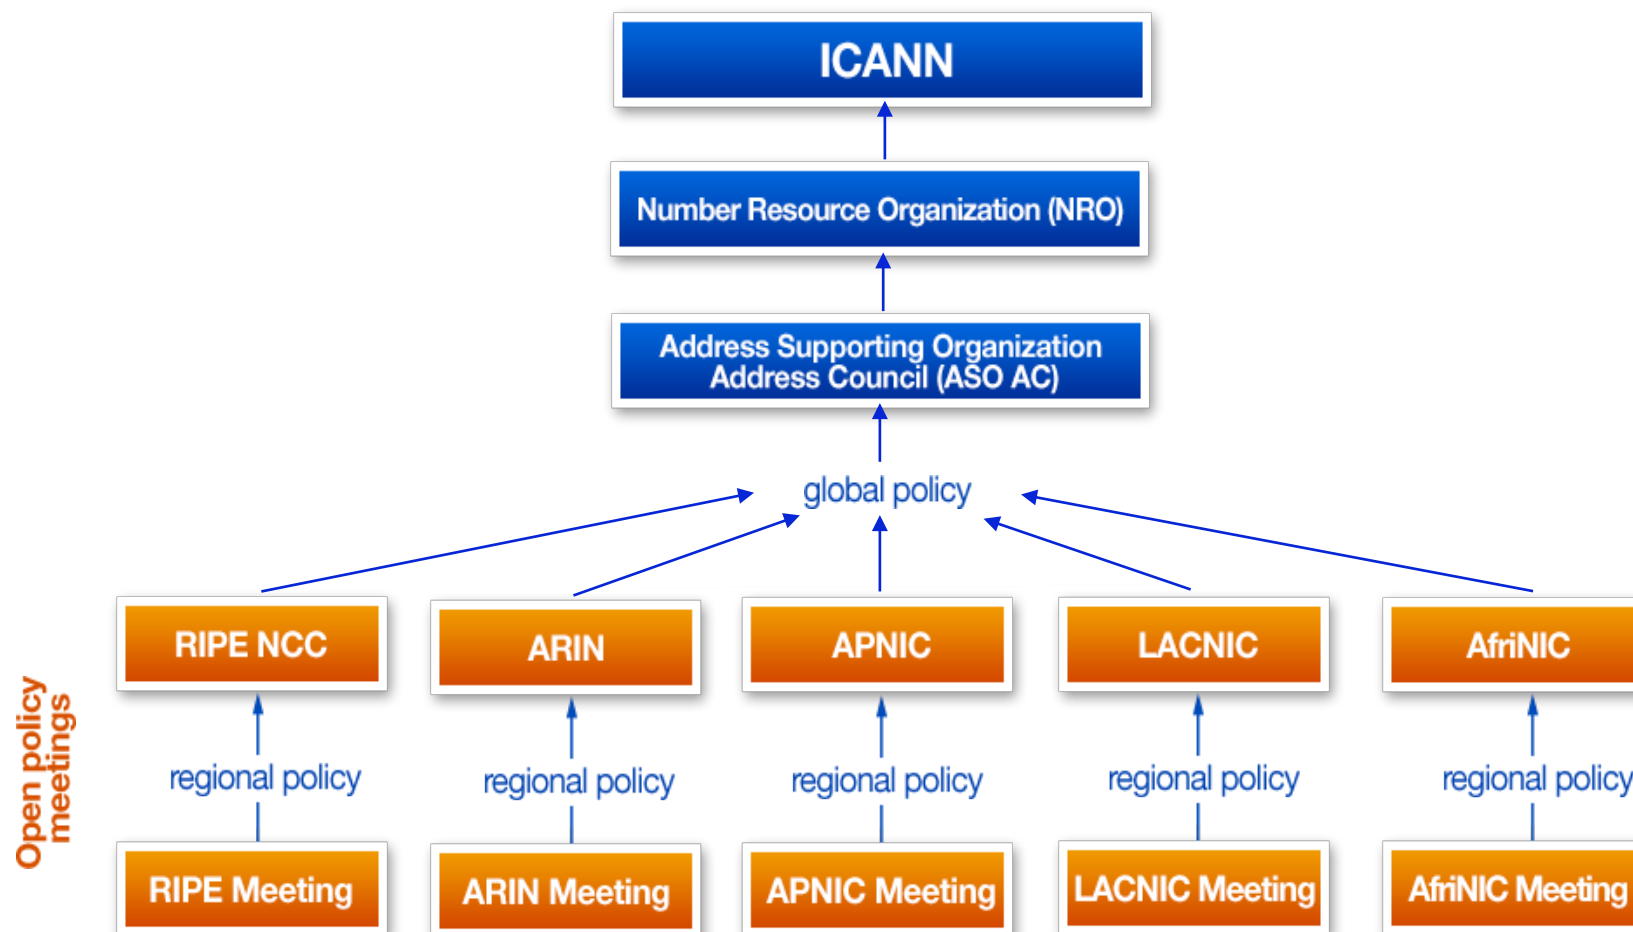 ICANN
Number Resource Organization (NRO)
Address Supporting Organization
Address Council (ASO AC)
global policy
RIPE NCC
ARIN
APNIC
LACNIC
AfriNIC
Open policy
meetings
regional policy
regional policy
regional policy
regional policy
regional policy
RIPE Meeting
ARIN Meeting
APNIC Meeting
LACNIC Meeting
AfriNIC Meeting